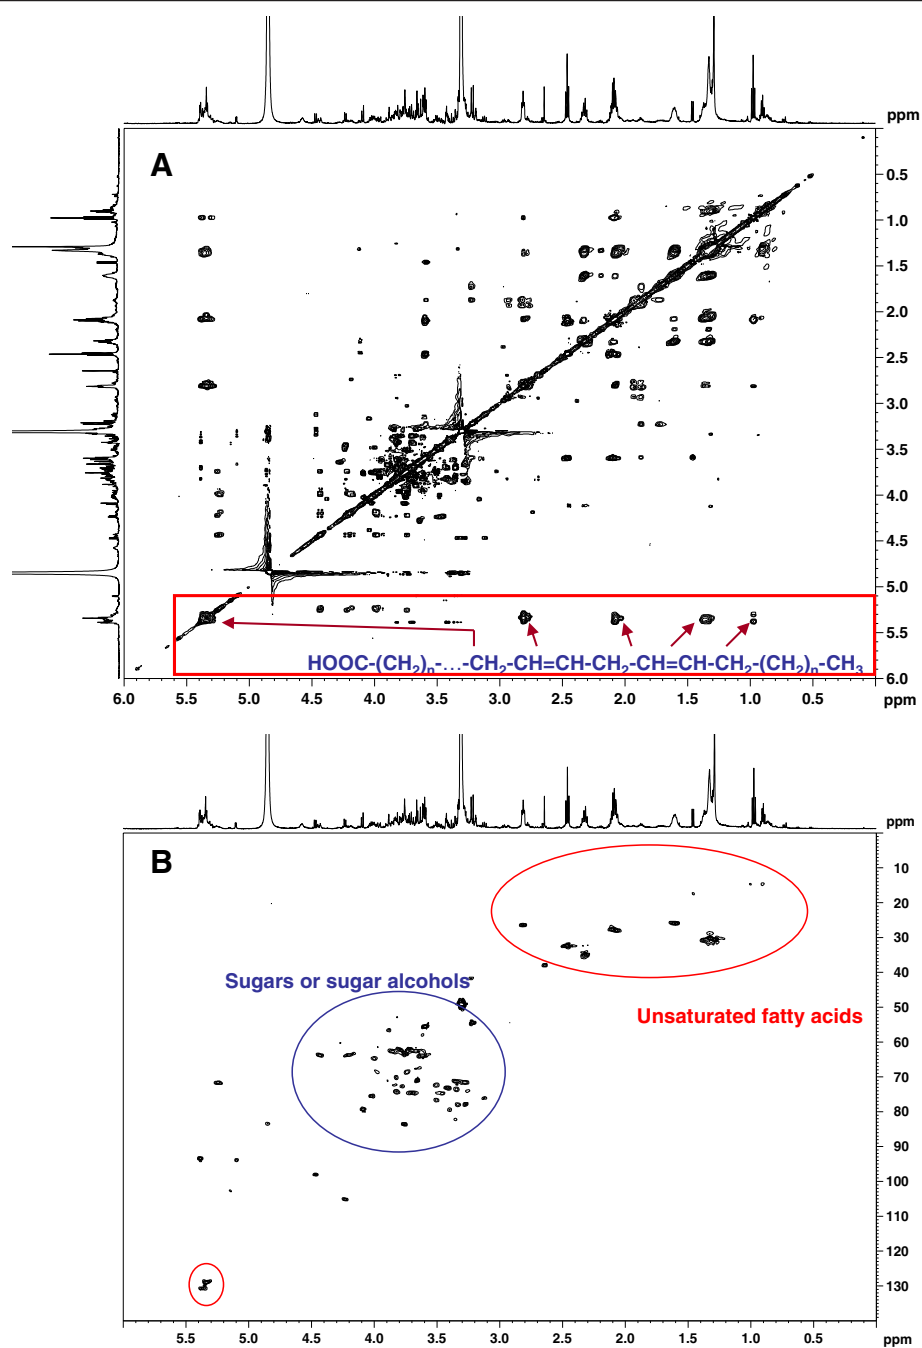 ppm
A
0.5
1.0
1.5
2.0
2.5
3.0
3.5
4.0
4.5
5.0
5.5
HOOC-(CH2)n-...-CH2-CH=CH-CH2-CH=CH-CH2-(CH2)n-CH3
6.0
6.0 5.5 5.0 4.5 4.0 3.5 3.0 2.5 2.0 1.5 1.0 0.5
ppm
ppm
B
10
20
30
40
Sugars or sugar alcohols
50
Unsaturated fatty acids
60
70
80
90
100
110
120
130
5.5 5.0 4.5 4.0 3.5 3.0 2.5 2.0 1.5 1.0 0.5 ppm